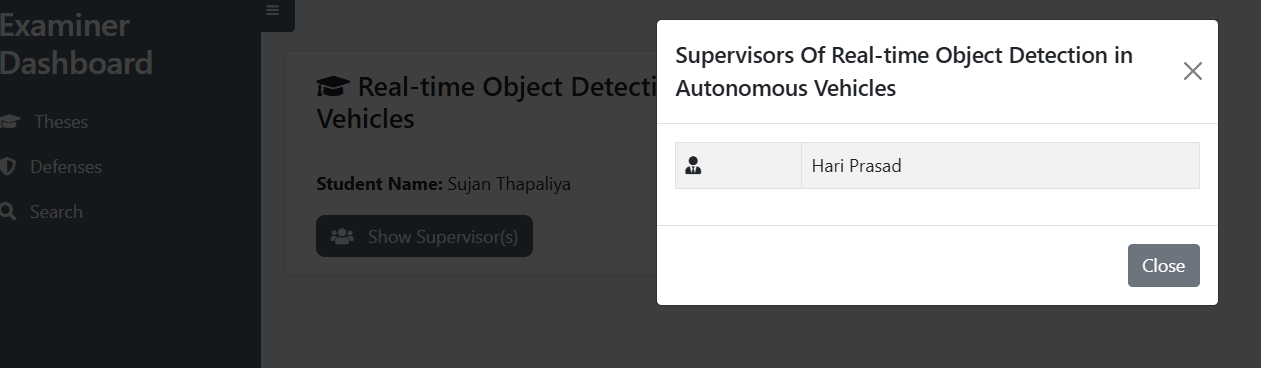 Examiner
Dashboard
Theses
Defenses
Search
Real-time Object Detecti
Vehicles
Student Name: Sujan Thapaliya
Show Supervisor(s)
Supervisors Of Real-time Object Detection in
Autonomous Vehicles
Hari Prasad
Close